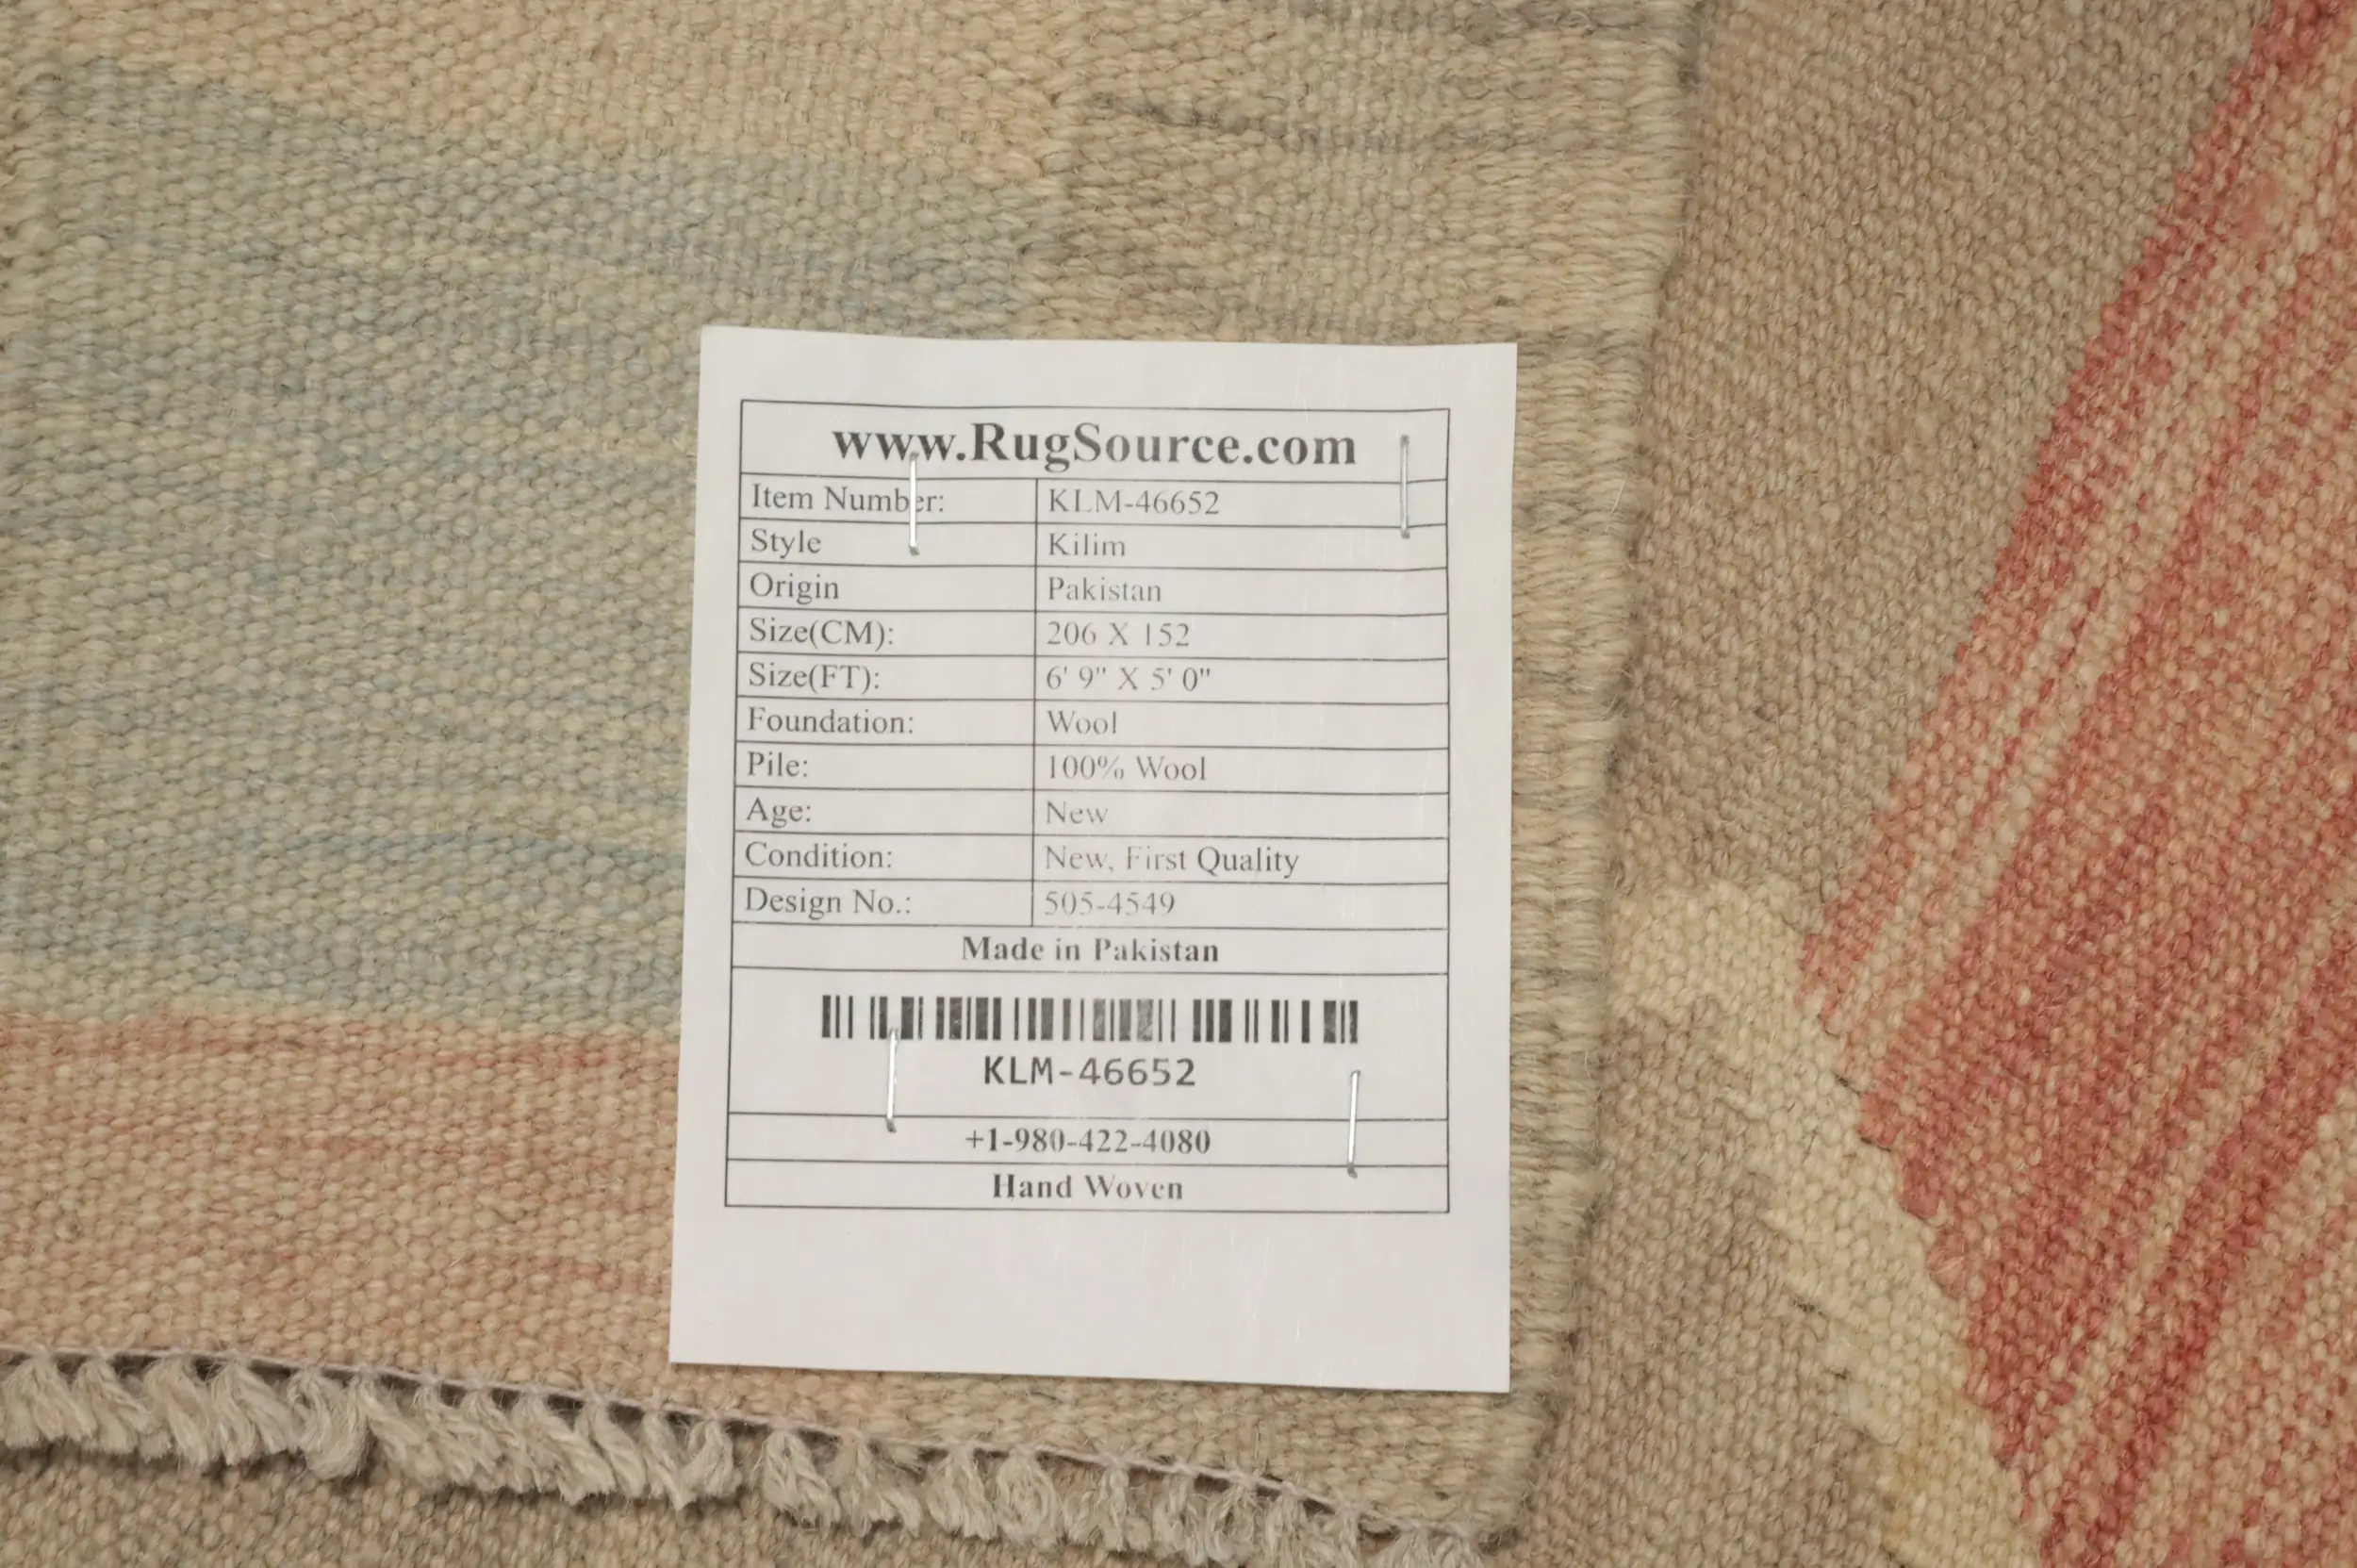 www.RugSource.com
Item Number: KLM-46652
Style Kilim
Origin Pakistan
Size(CM): 206 X 152
Size(FT): 6' 9" X 5' 0"
Foundation: Wool
Pile: 100% Wool
Age: New
Condition: New, First Quality
Design No.: 505-4549
Made in Pakistan
KLM-46652
+1-980-422-4080
Hand Woven